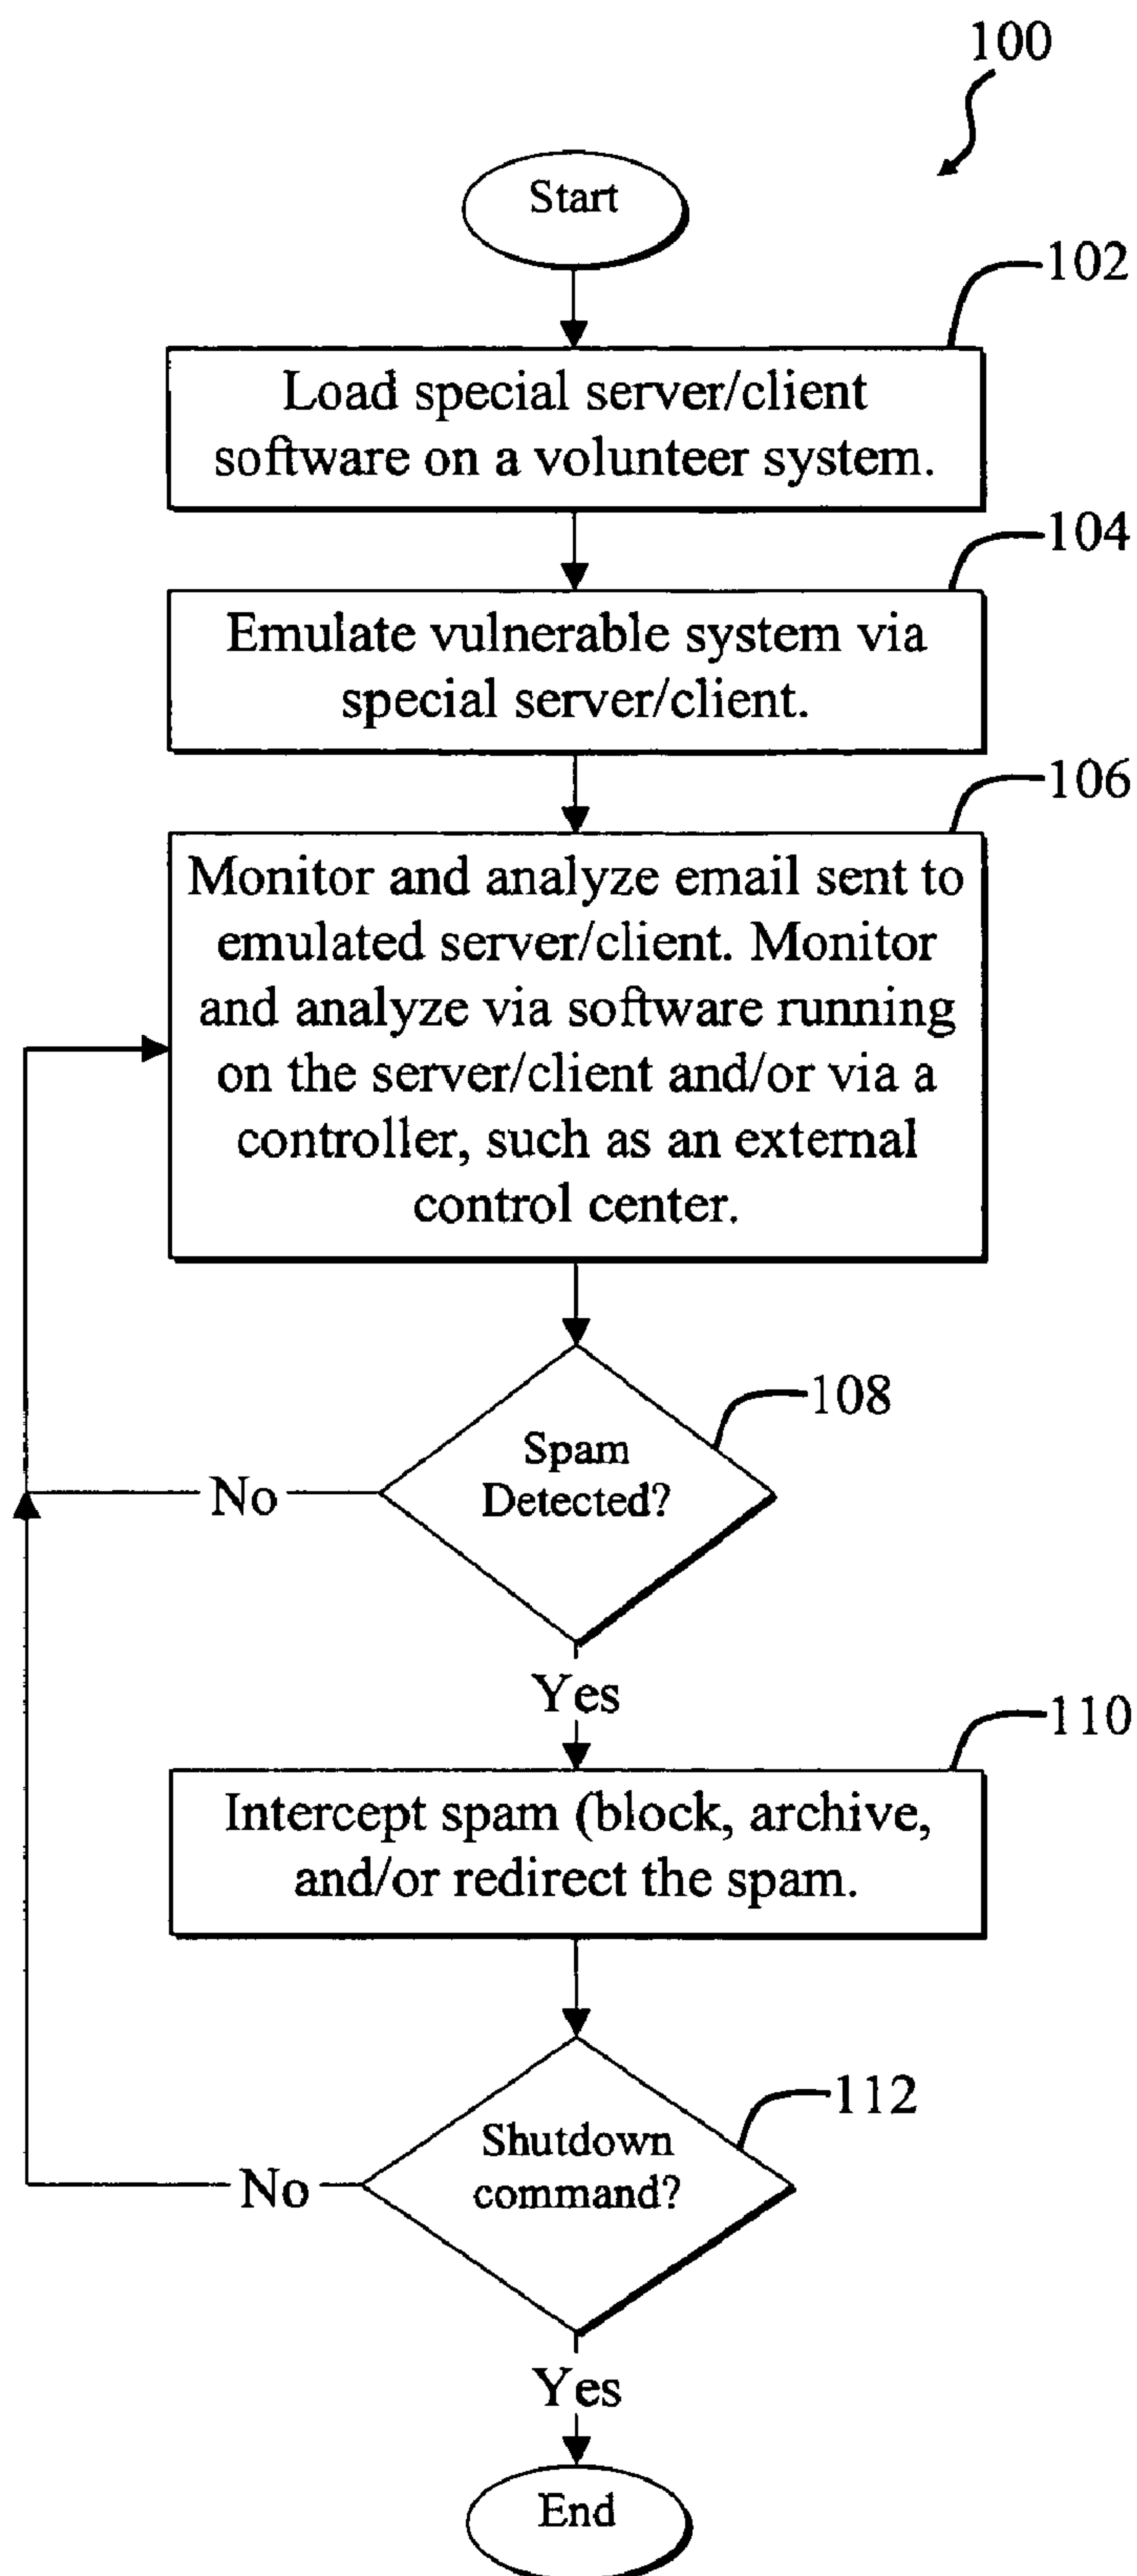 100
Start
102
Load special server/client
software on a volunteer system.
104
Emulate vulnerable system via
special server/client.
106
Monitor and analyze email sent to
emulated server/client. Monitor
and analyze via software running
on the server/client and/or via a
controller, such as an external
control center.
108
Spam
Detected?
No
Yes
110
Intercept spam (block, archive,
and/or redirect the spam.
112
Shutdown
command?
No
Yes
End